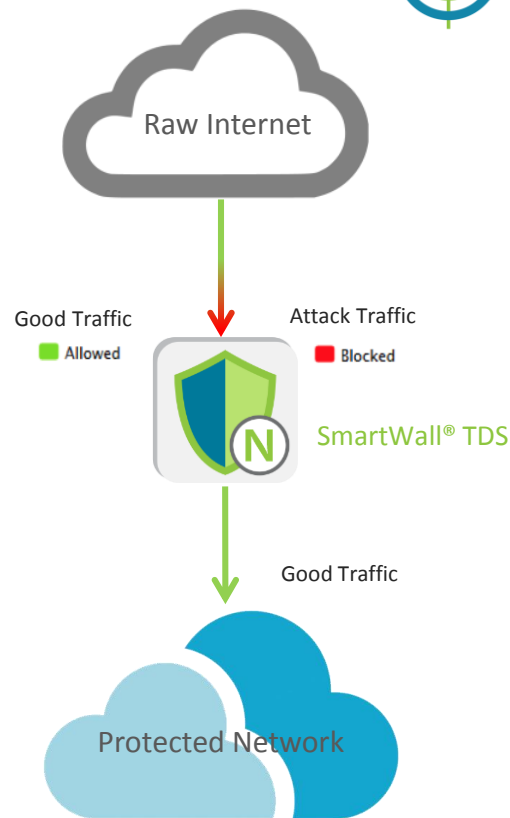 Raw Internet
Good Traffic
Attack Traffic
Allowed
Blocked
N
SmartWall® TDS
Good Traffic
Protected Network